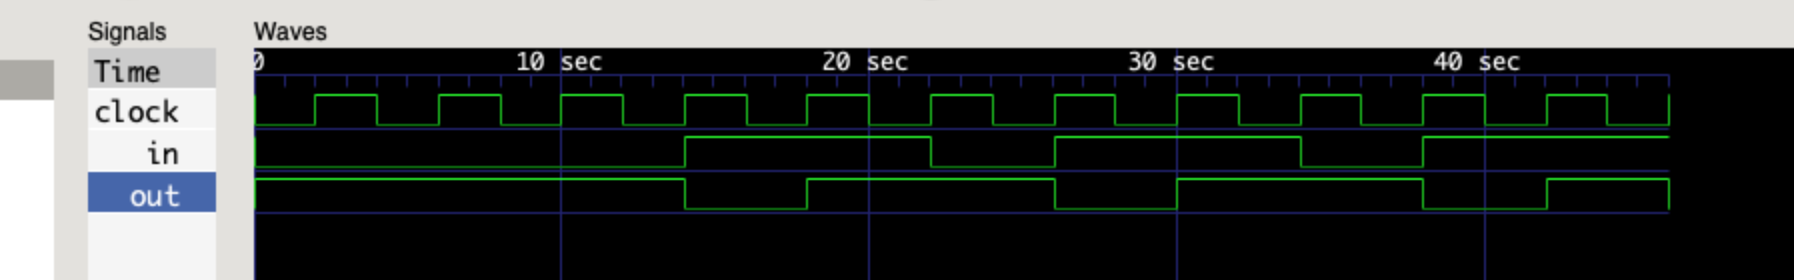 Signals
Waves
Time
0
10 sec
20 sec
30 sec
40 sec
clock
in
out